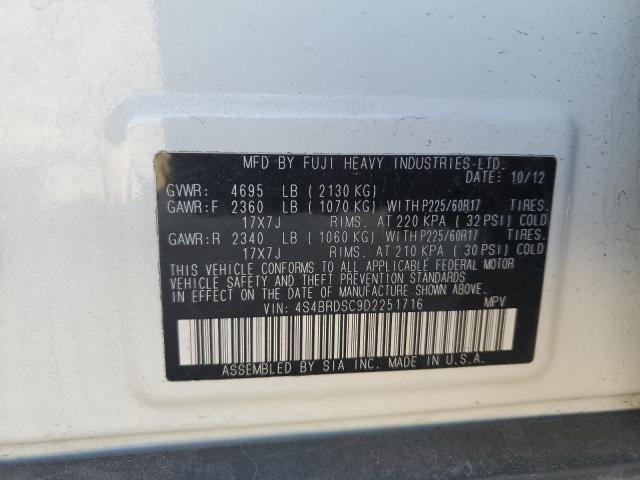 MFD BY FUJI HEAVY INDUSTRIES LTD.
DATE: 10/12
GVWR: 4695 LB ( 2130 KG)
GAWR:F 2360 LB ( 1070 KG) WITH P225/60R17 TIRES.
17X7J RIMS. AT 220 KPA ( 32 PSI) COLD
GAWR:R 2340 LB ( 1060 KG) WITH P225/60R17 TIRES.
17X7J RIMS. AT 210 KPA ( 30 PSI) COLD
THIS VEHICLE CONFORMS TO ALL APPLICABLE FEDERAL MOTOR
VEHICLE SAFETY AND THEFT PREVENTION STANDARDS
IN EFFECT ON THE DATE OF MANUFACTURE SHOWN ABOVE.
VIN: 4S4BRDSC9D2251716 MPV
ASSEMBLED BY SIA INC. MADE IN U.S.A.